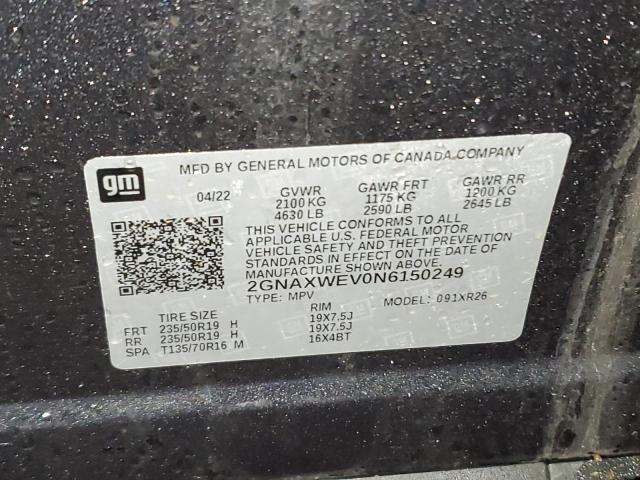 gm
MFD BY GENERAL MOTORS OF CANADA COMPANY
04/22 GVWR GAWR FRT GAWR RR
2100 KG 1175 KG 1200 KG
4630 LB 2590 LB 2645 LB
THIS VEHICLE CONFORMS TO ALL
APPLICABLE U.S. FEDERAL MOTOR
VEHICLE SAFETY AND THEFT PREVENTION
STANDARDS IN EFFECT ON THE DATE OF
MANUFACTURE SHOWN ABOVE.
2GNAXWEV0N6150249
TYPE: MPV MODEL: 091XR26
TIRE SIZE RIM
FRT 235/50R19 H 19X7.5J
RR 235/50R19 H 19X7.5J
SPA T135/70R16 M 16X4BT